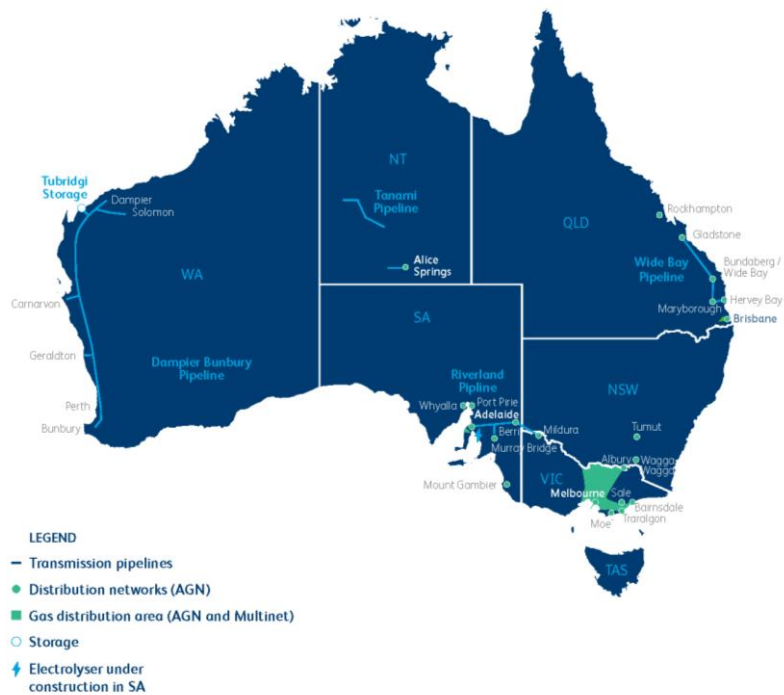 NT
Tubridgi
Storage
Dampier
Solomon
Tanami
Pipeline
Rockhampton
QLD
Gladstone
Alice
Springs
WA
Wide Bay
Pipeline
Bundaberg /
Wide Bay
Carnarvon
Maryborough
Hervey Bay
Brisbane
SA
Geraldton
Dampier Bunbury
Pipeline
Riverland
Pipline
NSW
Perth
Whyalla
Port Pirie
Adelaide
Bunbury
Berri
Mildura
Tumut
Murray Bridge
Albury
Wagga
Wagga
Mount Gambier
VIC
Melbourne
Sale
Bairnsdale
Moe
Traralgon
TAS
LEGEND
Transmission pipelines
Distribution networks (AGN)
Gas distribution area (AGN and Multinet)
Storage
Electrolyser under
construction in SA